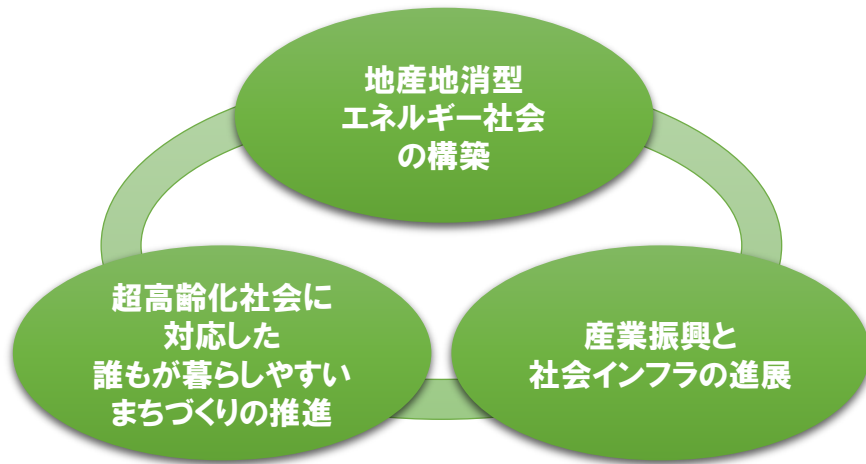 地産地消型
エネルギー社会
の構築
超高齢化社会に
対応した
誰もが暮らしやすい
まちづくりの推進
産業振興と
社会インフラの進展